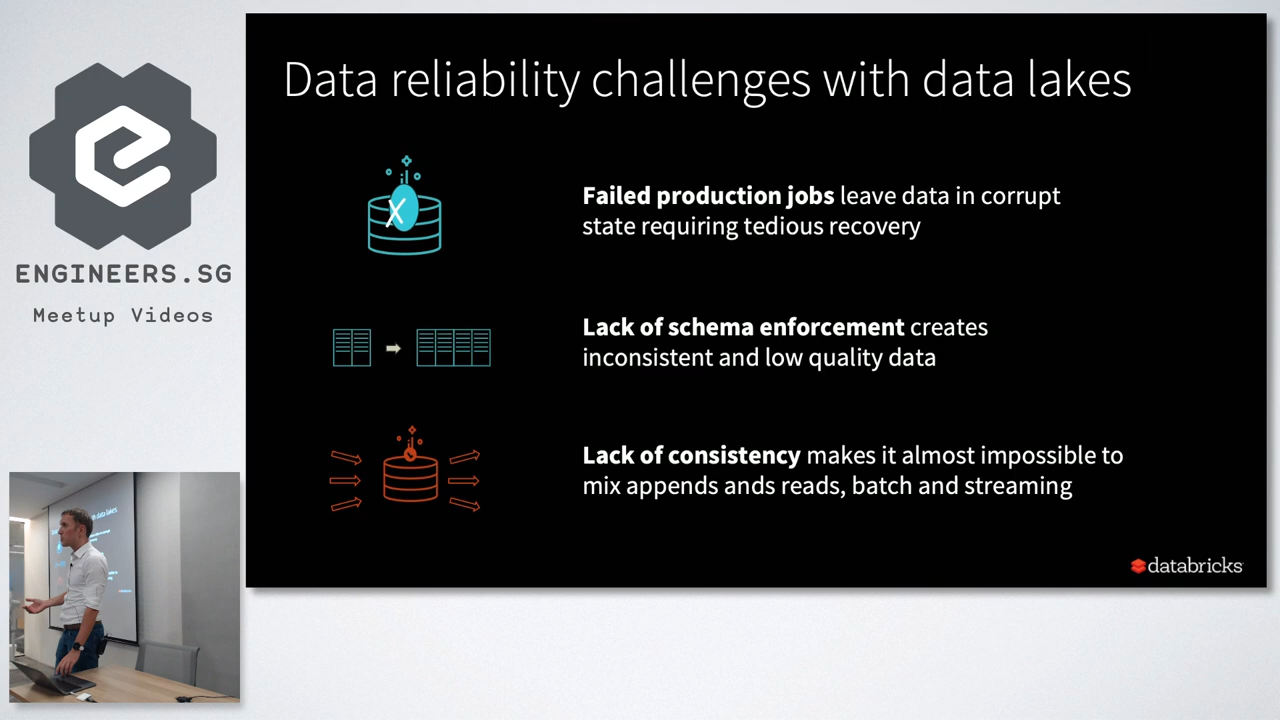 ENGINEERS.SG
Meetup Videos
Data reliability challenges with data lakes
Failed production jobs leave data in corrupt
state requiring tedious recovery
Lack of schema enforcement creates
inconsistent and low quality data
Lack of consistency makes it almost impossible to
mix appends ands reads, batch and streaming
databricks